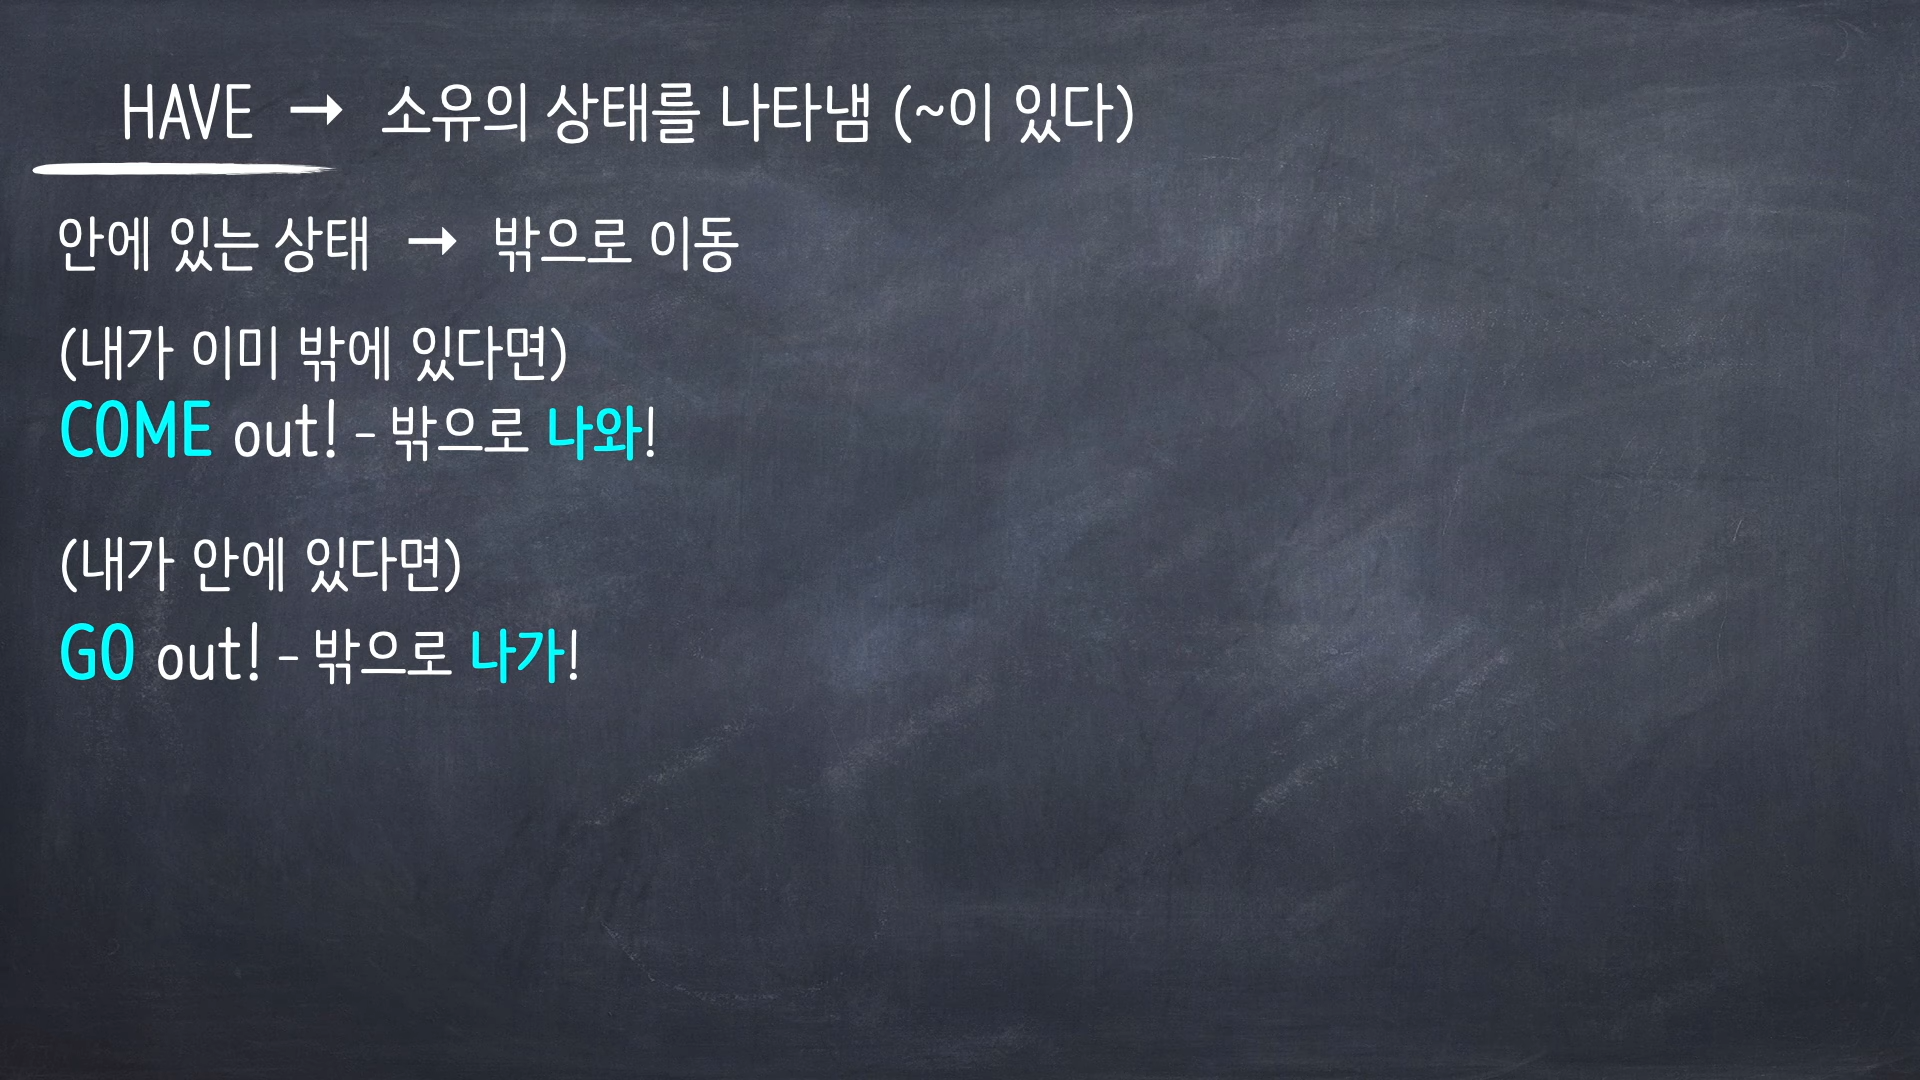 HAVE → 소유의 상태를 나타냄 (~이 있다)
안에 있는 상태 → 밖으로 이동
(내가 이미 밖에 있다면)
COME out! - 밖으로 나와!
(내가 안에 있다면)
GO out! - 밖으로 나가!